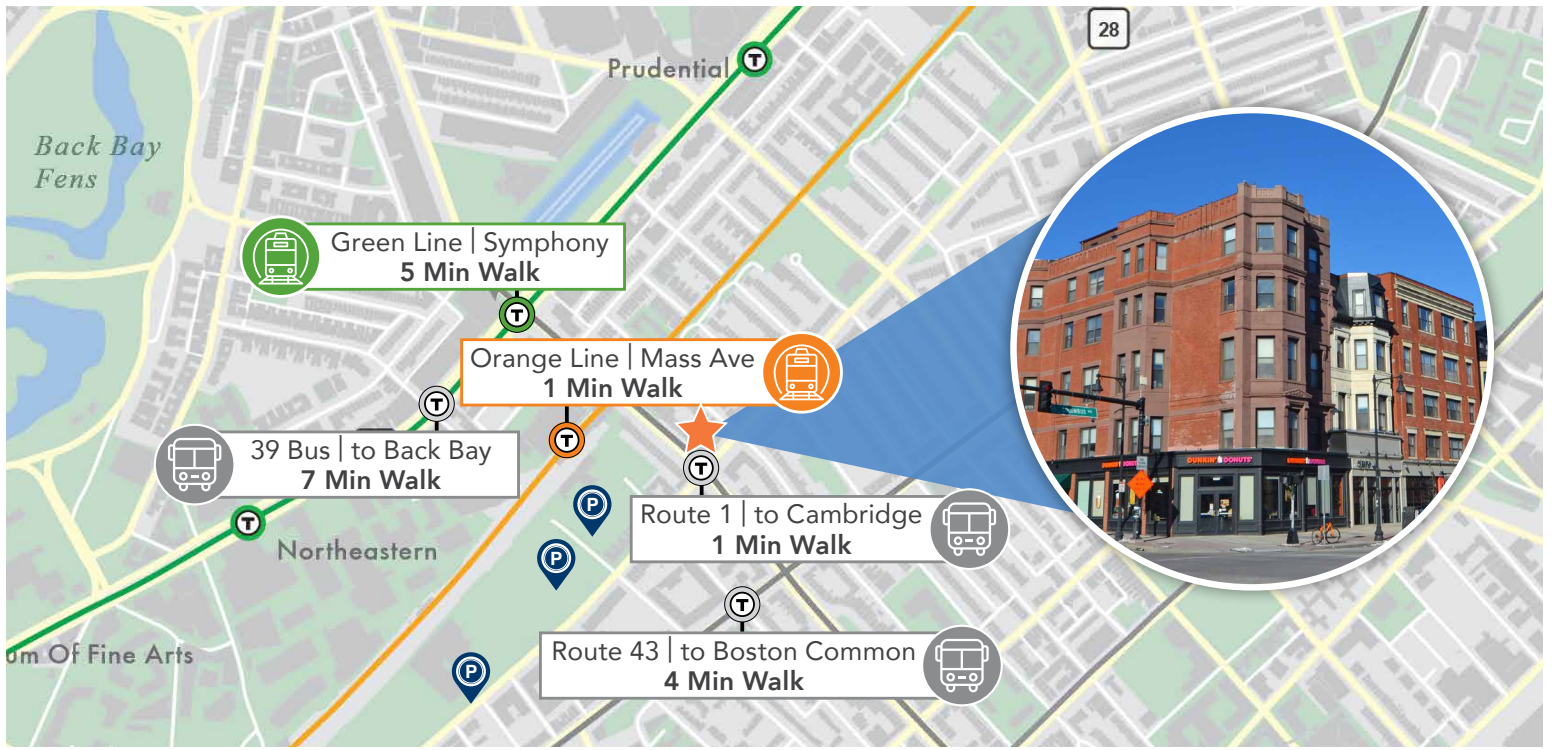 28
Prudential
T
Back Bay
Fens
Green Line | Symphony
5 Min Walk
T
Orange Line | Mass Ave
1 Min Walk
T
T
39 Bus | to Back Bay
7 Min Walk
T
T
Northeastern
P
P
Route 1 | to Cambridge
1 Min Walk
T
Route 43 | to Boston Common
4 Min Walk
um Of Fine Arts
P
DUNKIN' DONUTS
DUNKIN' DONUTS